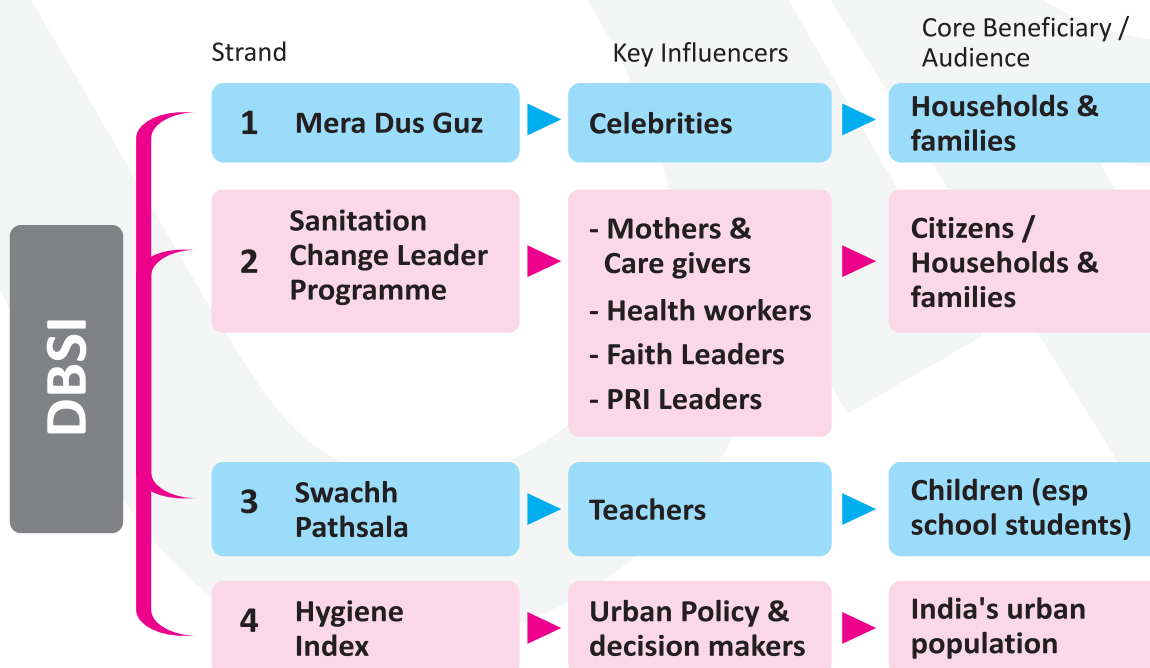 Strand
Key Influencers
Core Beneficiary /
Audience
DBSI
1 Mera Dus Guz
Celebrities
Households &
families
2 Sanitation
Change Leader
Programme
- Mothers &
Care givers
- Health workers
- Faith Leaders
- PRI Leaders
Citizens /
Households &
families
3 Swachh
Pathsala
Teachers
Children (esp
school students)
4 Hygiene
Index
Urban Policy &
decision makers
India's urban
population